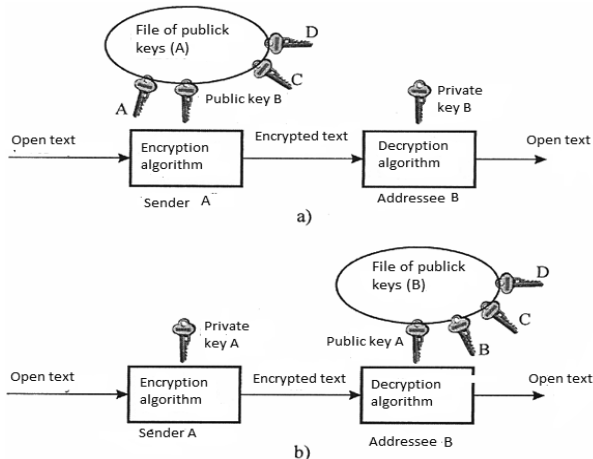 File of publick
keys (A)
D
C
A
Public key B
Private
key B
Open text
Encryption
algorithm
Encrypted text
Decryption
algorithm
Open text
Sender A
Addressee B
a)
File of publick
keys (B)
D
C
B
Private
key A
Public key A
Open text
Encryption
algorithm
Encrypted text
Decryption
algorithm
Open text
Sender A
Addressee B
b)